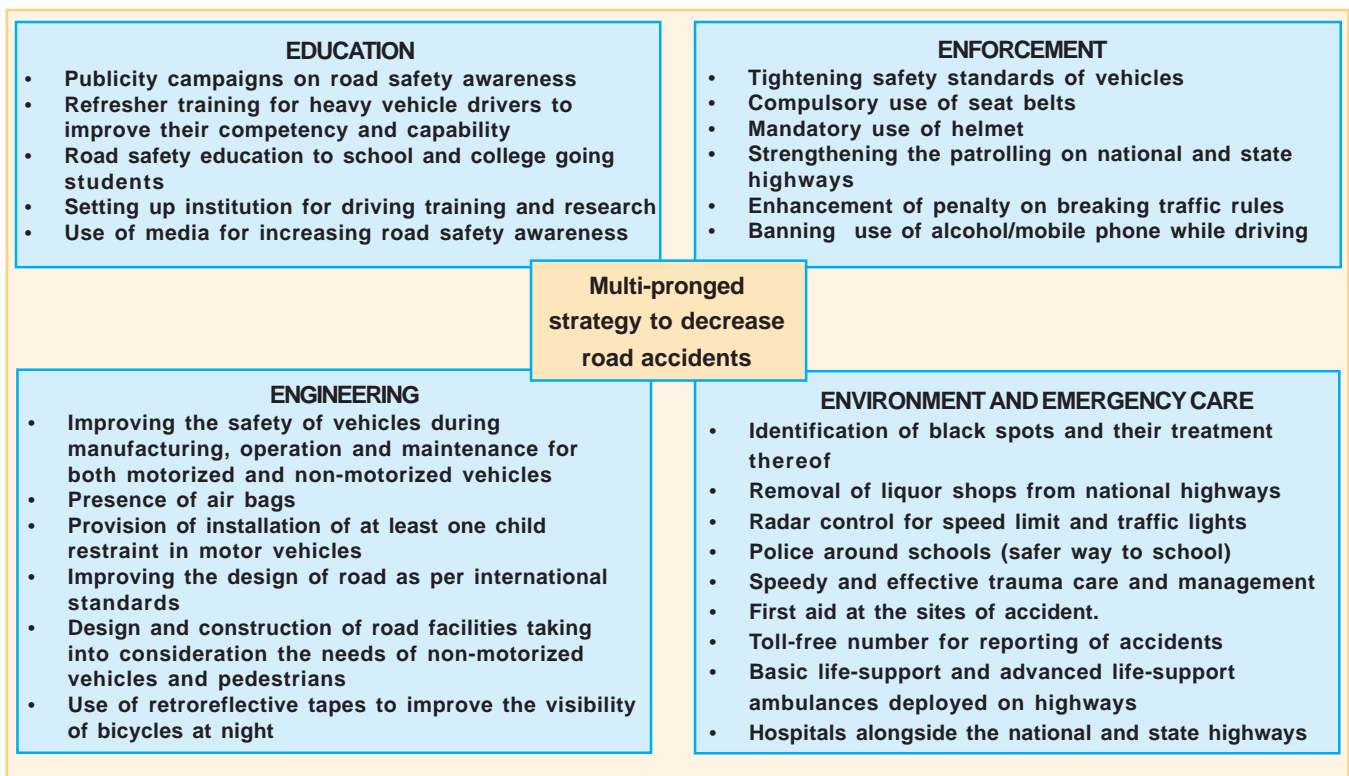 EDUCATION
• Publicity campaigns on road safety awareness
• Refresher training for heavy vehicle drivers to
improve their competency and capability
• Road safety education to school and college going
students
• Setting up institution for driving training and research
• Use of media for increasing road safety awareness
ENFORCEMENT
• Tightening safety standards of vehicles
• Compulsory use of seat belts
• Mandatory use of helmet
• Strengthening the patrolling on national and state
highways
• Enhancement of penalty on breaking traffic rules
• Banning use of alcohol/mobile phone while driving
Multi-pronged
strategy to decrease
road accidents
ENGINEERING
• Improving the safety of vehicles during
manufacturing, operation and maintenance for
both motorized and non-motorized vehicles
• Presence of air bags
• Provision of installation of at least one child
restraint in motor vehicles
• Improving the design of road as per international
standards
• Design and construction of road facilities taking
into consideration the needs of non-motorized
vehicles and pedestrians
• Use of retroreflective tapes to improve the visibility
of bicycles at night
ENVIRONMENT AND EMERGENCY CARE
• Identification of black spots and their treatment
thereof
• Removal of liquor shops from national highways
• Radar control for speed limit and traffic lights
• Police around schools (safer way to school)
• Speedy and effective trauma care and management
• First aid at the sites of accident.
• Toll-free number for reporting of accidents
• Basic life-support and advanced life-support
ambulances deployed on highways
• Hospitals alongside the national and state highways